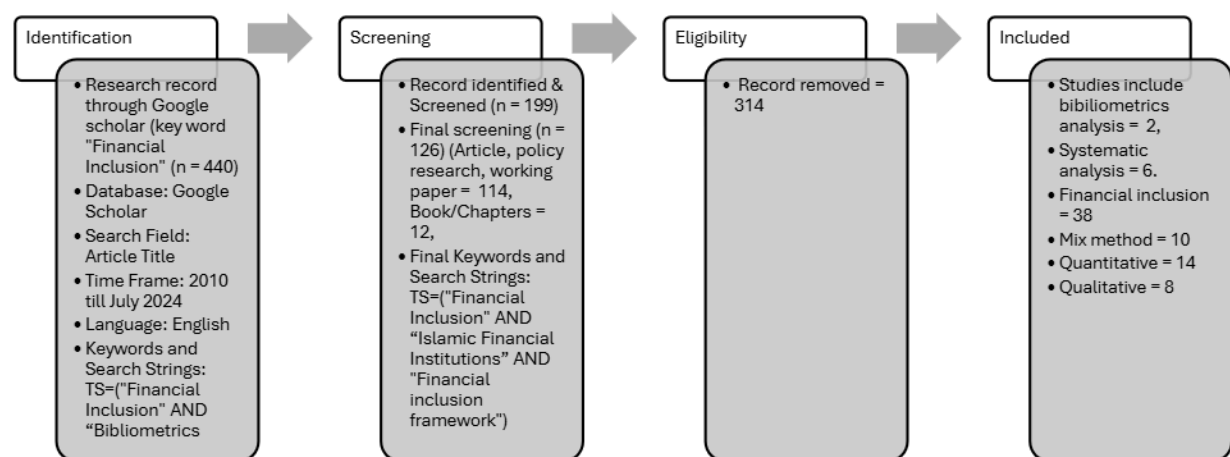 Identification
• Research record
through Google
scholar (key word
"Financial
Inclusion" (n = 440)
• Database: Google
Scholar
• Search Field:
Article Title
• Time Frame: 2010
till July 2024
• Language: English
• Keywords and
Search Strings:
TS=("Financial
Inclusion" AND
“Bibliometrics
Screening
• Record identified &
Screened (n = 199)
• Final screening (n =
126) (Article, policy
research, working
paper = 114,
Book/Chapters =
12,
• Final Keywords and
Search Strings:
TS=("Financial
Inclusion" AND
“Islamic Financial
Institutions” AND
"Financial
inclusion
framework")
Eligibility
• Record removed =
314
Included
• Studies include
bibiliometrics
analysis = 2,
• Systematic
analysis = 6.
• Financial inclusion
= 38
• Mix method = 10
• Quantitative = 14
• Qualitative = 8